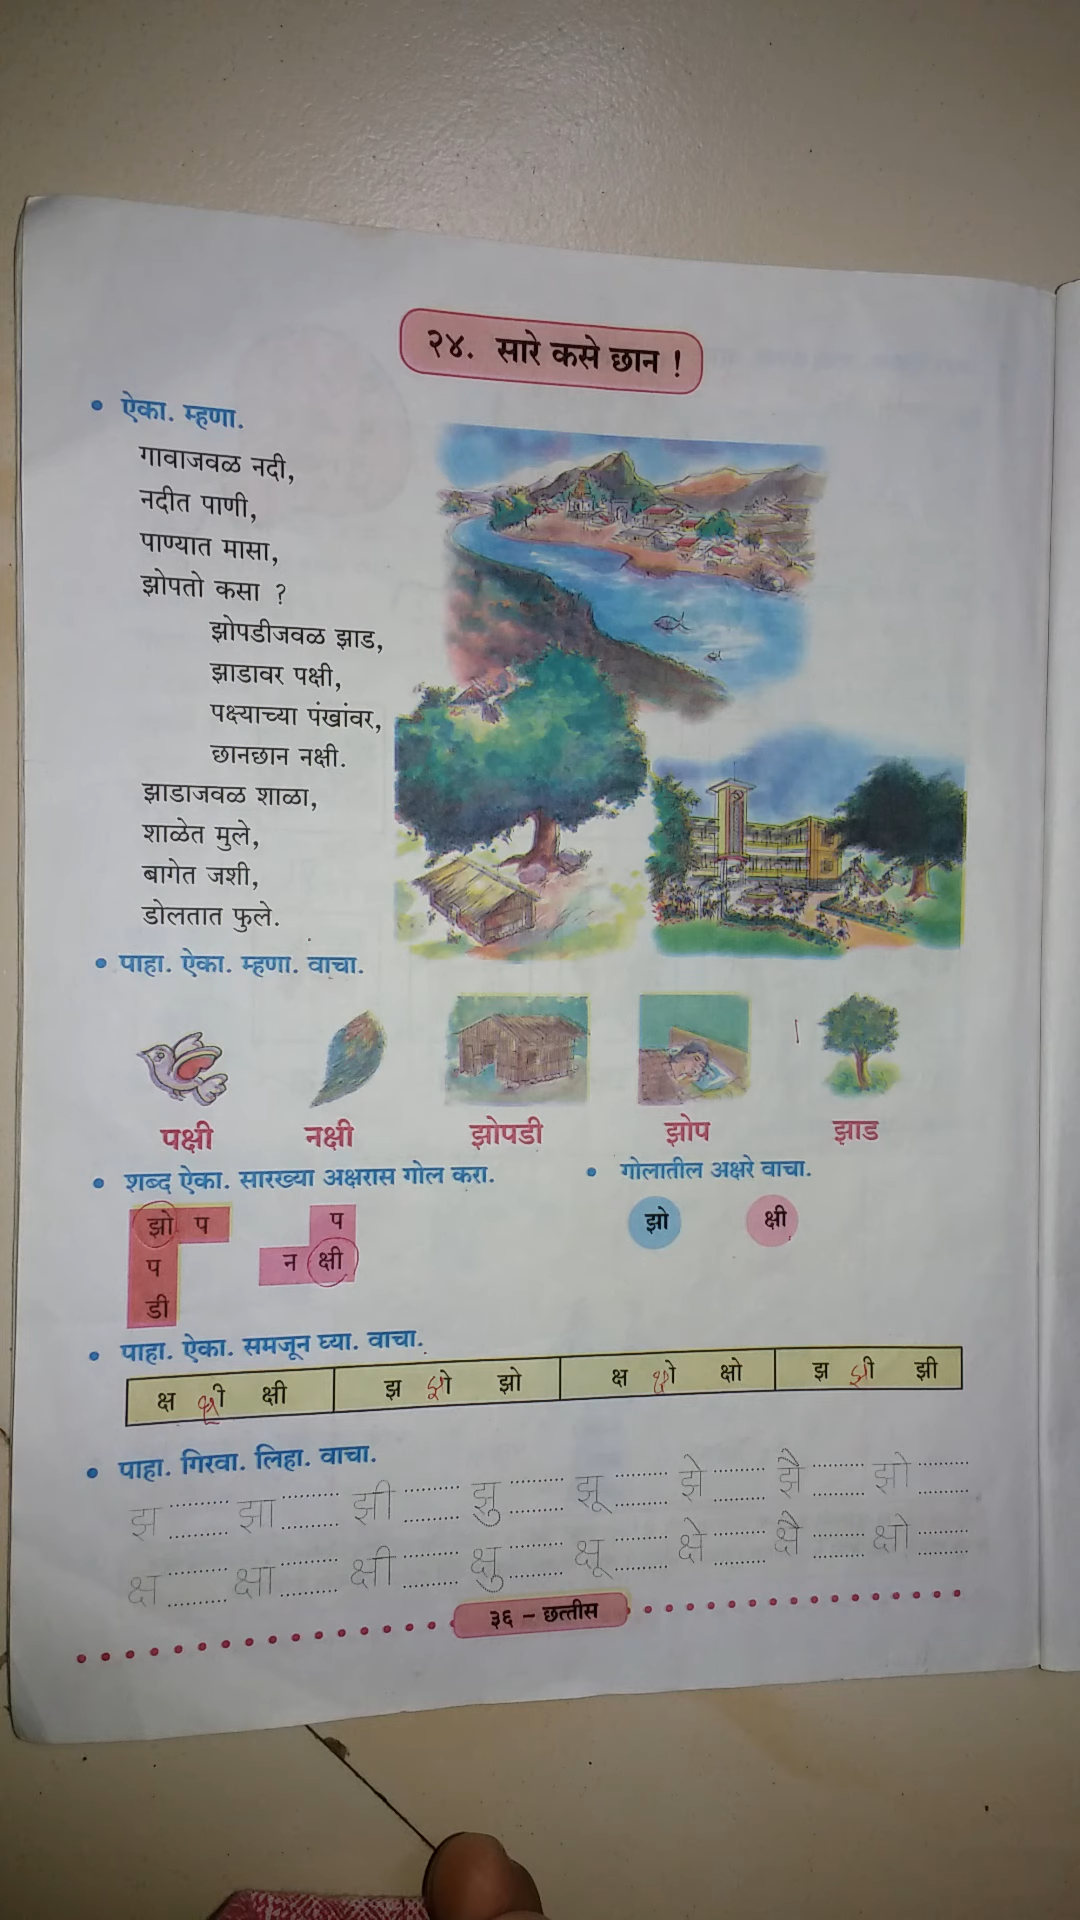 २४. सारे कसे छान !
• ऐका. म्हणा.
गावाजवळ नदी,
नदीत पाणी,
पाण्यात मासा,
झोपतो कसा ?
झोपडीजवळ झाड,
झाडावर पक्षी,
पक्ष्याच्या पंखांवर,
छानछान नक्षी.
झाडाजवळ शाळा,
शाळेत मुले,
बागेत जशी,
डोलतात फुले.
• पाहा. ऐका. म्हणा. वाचा.
पक्षी नक्षी झोपडी झोप झाड
• शब्द ऐका. सारख्या अक्षरास गोल करा.
झो प
प
डी
प
न क्षी
• गोलातील अक्षरे वाचा.
झो क्षी
• पाहा. ऐका. समजून घ्या. वाचा.
क्ष ी क्षी झ ो झो क्ष ो क्षो झ ी झी
• पाहा. गिरवा. लिहा. वाचा.
झ झा झी झु झू झे झै झो
क्ष क्षा क्षी क्षु क्षू क्षे क्षै क्षो
३६ – छत्तीस